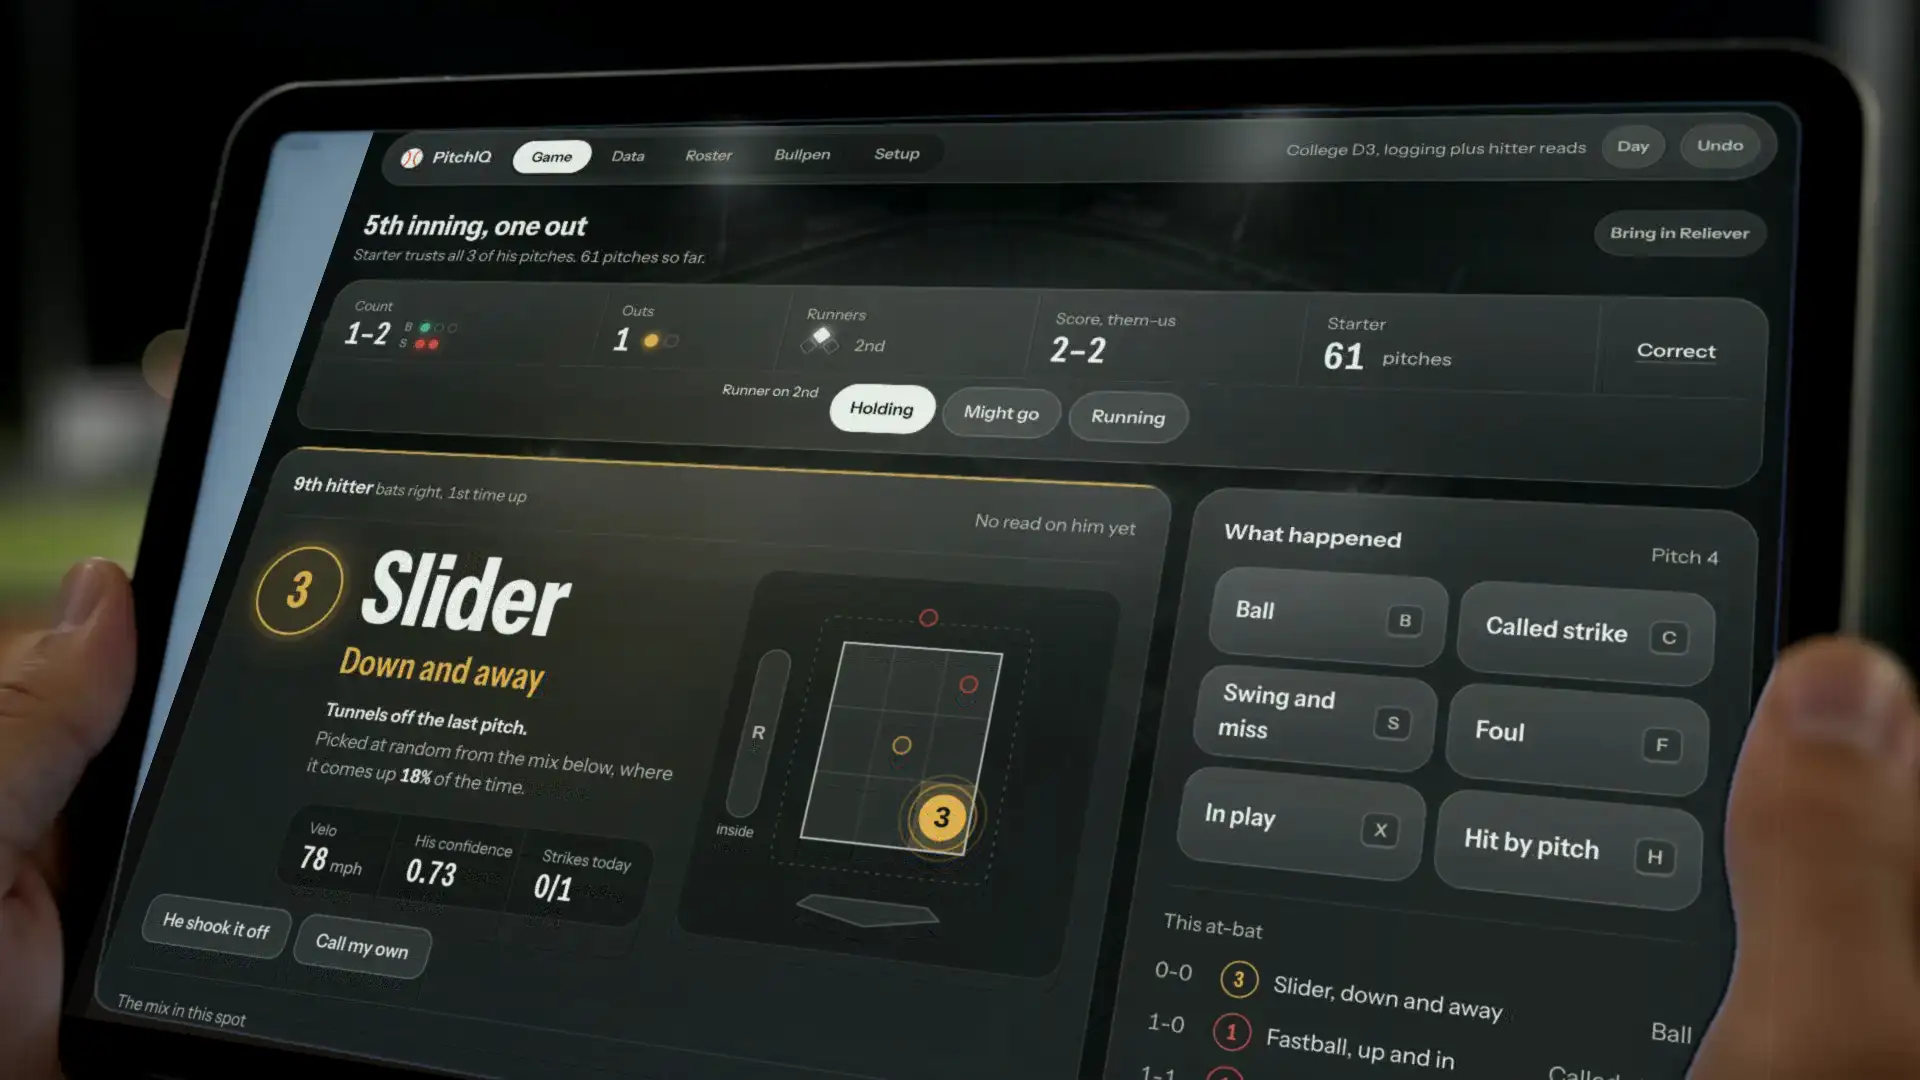 PitchIQ
Game
Data
Roster
Bullpen
Setup
College D3, logging plus hitter reads
Day
Undo
5th inning, one out
Starter trusts all 3 of his pitches. 61 pitches so far.
Bring in Reliever
Count
1-2
B
S
Outs
1
Runners
2nd
Score, them-us
2-2
Starter
61 pitches
Correct
Runner on 2nd
Holding
Might go
Running
9th hitter bats right, 1st time up
No read on him yet
3
Slider
Down and away
Tunnels off the last pitch.
Picked at random from the mix below, where
it comes up 18% of the time.
Velo
78 mph
His confidence
0.73
Strikes today
0/1
He shook it off
Call my own
The mix in this spot
R
inside
3
What happened
Pitch 4
Ball B
Called strike C
Swing and
miss S
Foul F
In play X
Hit by pitch H
This at-bat
0-0 3 Slider, down and away
Ball
1-0 1 Fastball, up and in
1-1